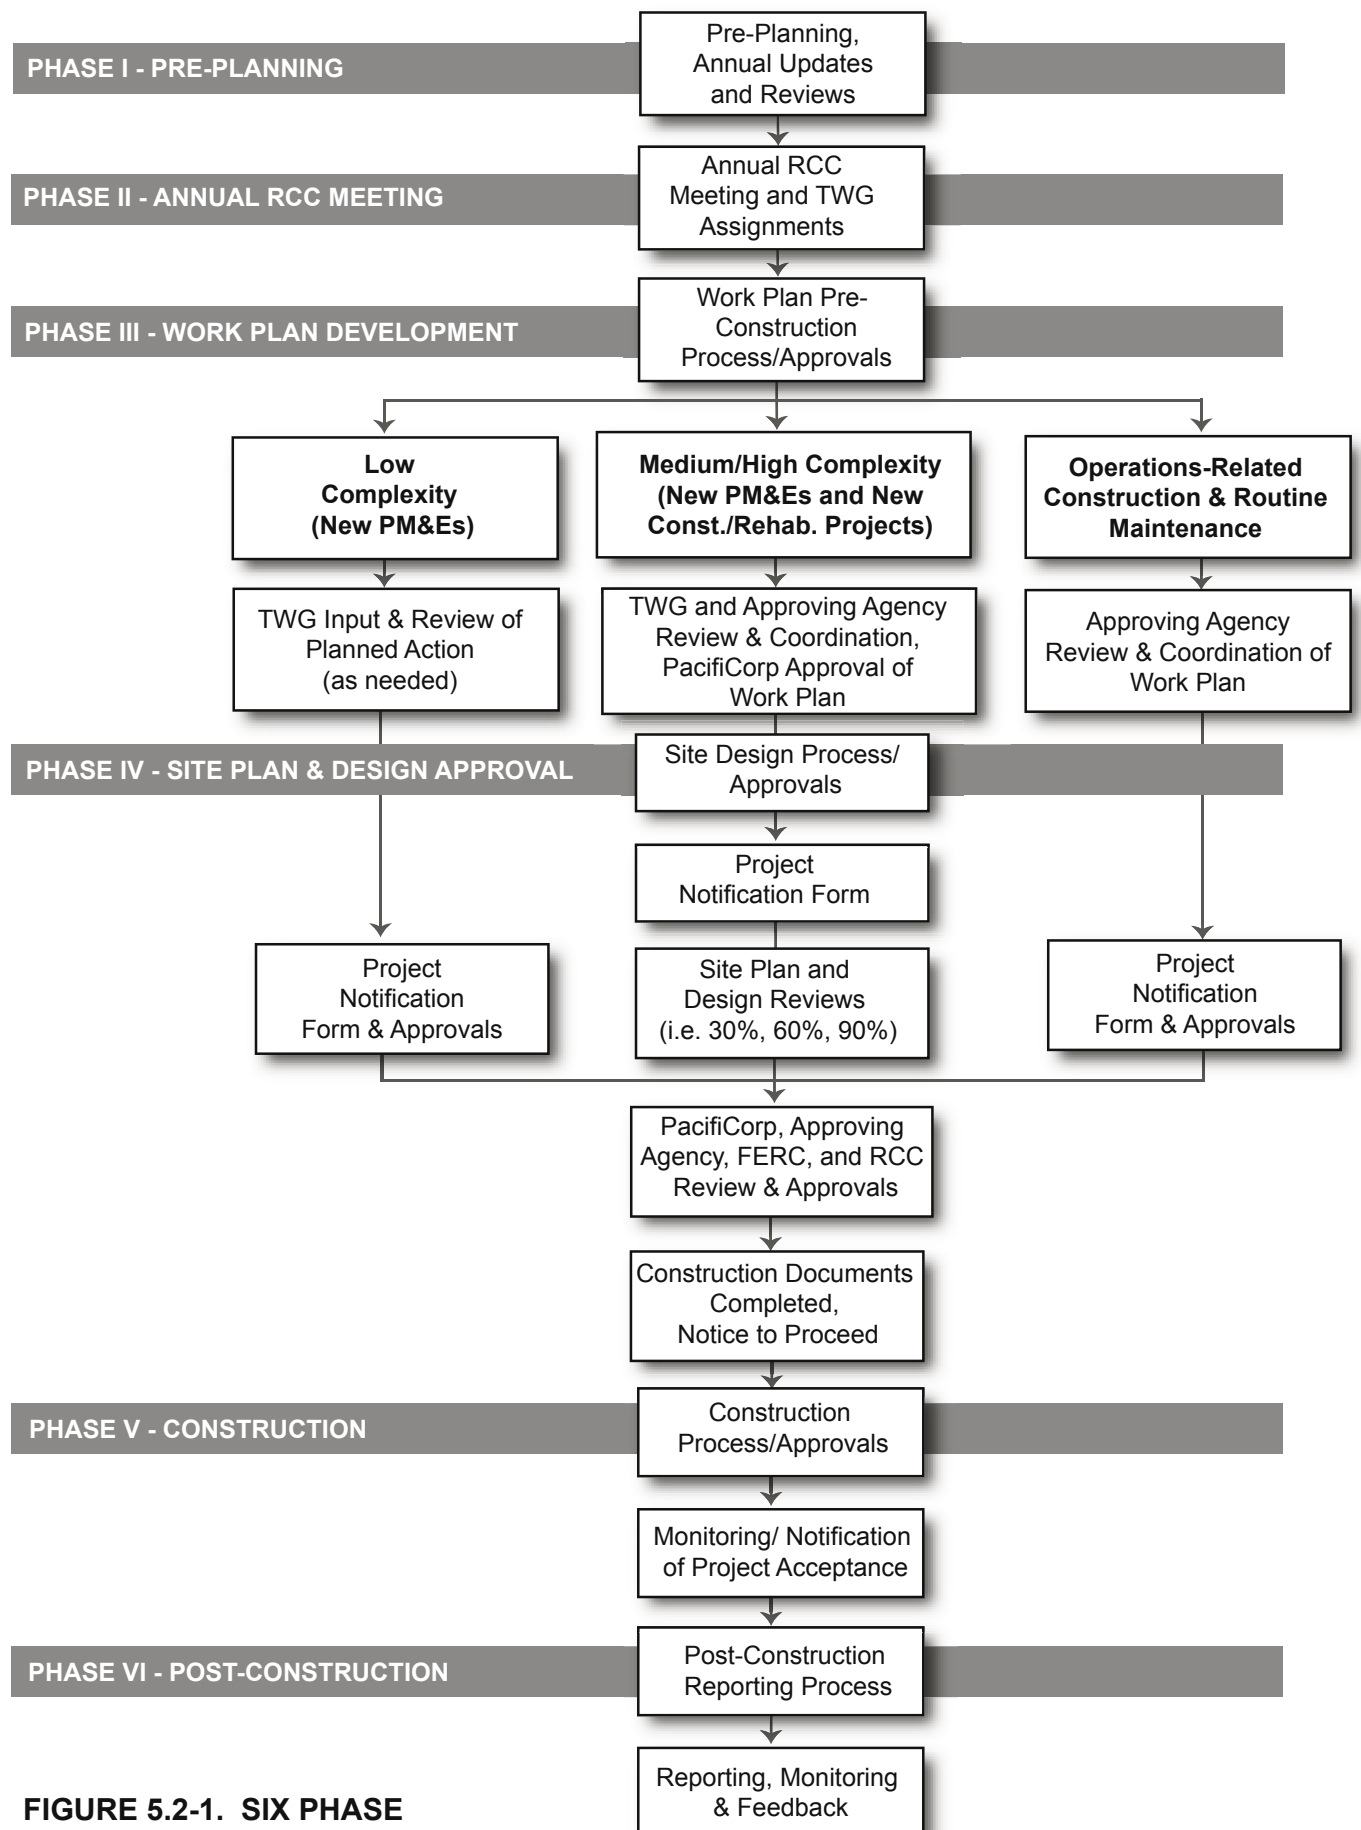 Pre-Planning,
Annual Updates
and Reviews
PHASE I - PRE-PLANNING
Annual RCC
Meeting and TWG
Assignments
PHASE II - ANNUAL RCC MEETING
Work Plan Pre-
Construction
Process/Approvals
PHASE III - WORK PLAN DEVELOPMENT
Low
Complexity
(New PM&Es)
Medium/High Complexity
(New PM&Es and New
Const./Rehab. Projects)
Operations-Related
Construction & Routine
Maintenance
TWG Input & Review of
Planned Action
(as needed)
TWG and Approving Agency
Review & Coordination,
PacifiCorp Approval of
Work Plan
Approving Agency
Review & Coordination of
Work Plan
PHASE IV - SITE PLAN & DESIGN APPROVAL
Site Design Process/
Approvals
Project
Notification Form
Project
Notification
Form & Approvals
Site Plan and
Design Reviews
(i.e. 30%, 60%, 90%)
Project
Notification
Form & Approvals
PacifiCorp, Approving
Agency, FERC, and RCC
Review & Approvals
Construction Documents
Completed,
Notice to Proceed
PHASE V - CONSTRUCTION
Construction
Process/Approvals
Monitoring/ Notification
of Project Acceptance
PHASE VI - POST-CONSTRUCTION
Post-Construction
Reporting Process
Reporting, Monitoring
& Feedback
FIGURE 5.2-1. SIX PHASE